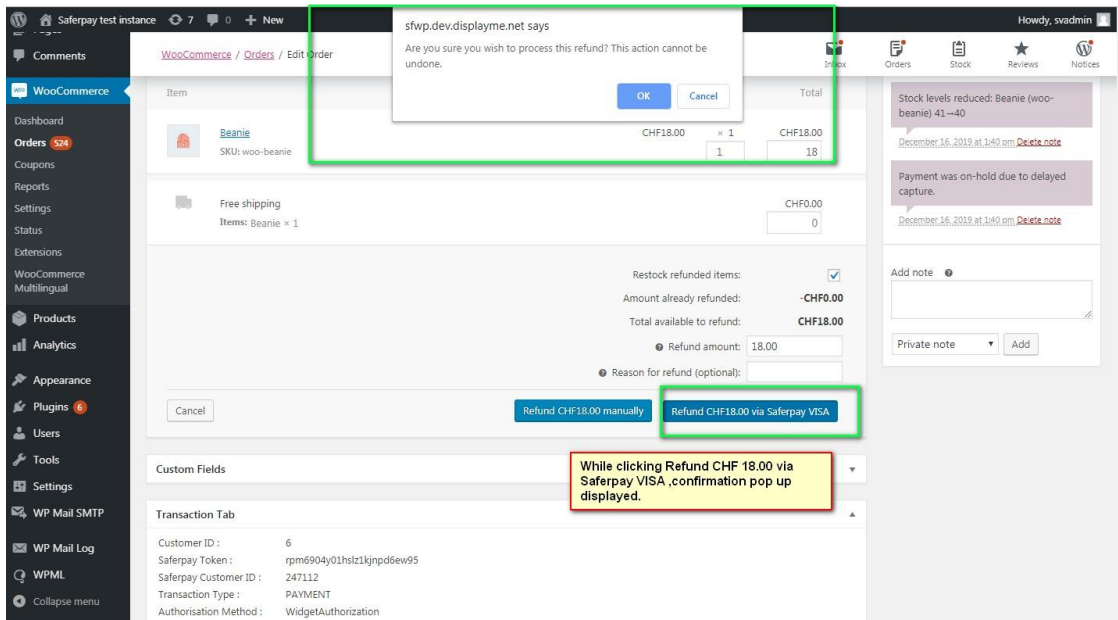 Saferpay test instance 7 0 + New Howdy, svadmin
Pages
Comments
WooCommerce
Dashboard
Orders 524
Coupons
Reports
Settings
Status
Extensions
WooCommerce
Multilingual
Products
Analytics
Appearance
Plugins 6
Users
Tools
Settings
WP Mail SMTP
WP Mail Log
WPML
Collapse menu
WooCommerce / Orders / Edit Order
Inbox Orders Stock Reviews Notices
sfwp.dev.displayme.net says
Are you sure you wish to process this refund? This action cannot be
undone.
OK Cancel
Item Total
Beanie CHF18.00 × 1 CHF18.00
SKU: woo-beanie 1 18
Free shipping CHF0.00
Items: Beanie × 1 0
Restock refunded items:
Amount already refunded: -CHF0.00
Total available to refund: CHF18.00
Refund amount: 18.00
Reason for refund (optional):
Cancel Refund CHF18.00 manually Refund CHF18.00 via Saferpay VISA
While clicking Refund CHF 18.00 via
Saferpay VISA ,confirmation pop up
displayed.
Custom Fields
Transaction Tab
Customer ID : 6
Saferpay Token : rpm6904y01hslz1kjnpd6ew95
Saferpay Customer ID : 247112
Transaction Type : PAYMENT
Authorisation Method : WidgetAuthorization
Stock levels reduced: Beanie (woo-
beanie) 41→40
December 16, 2019 at 1:40 pm Delete note
Payment was on-hold due to delayed
capture.
December 16, 2019 at 1:40 pm Delete note
Add note
Private note Add